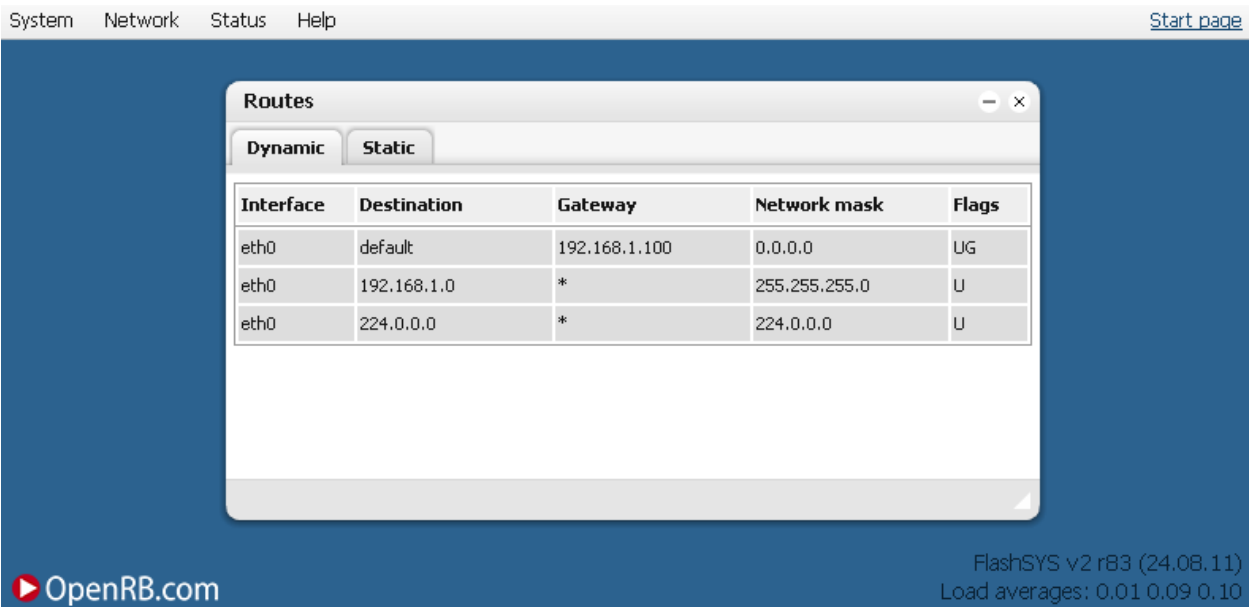 System Network Status Help Start page
Routes
Dynamic Static
Interface Destination Gateway Network mask Flags
eth0 default 192.168.1.100 0.0.0.0 UG
eth0 192.168.1.0 * 255.255.255.0 U
eth0 224.0.0.0 * 224.0.0.0 U
FlashSYS v2 r83 (24.08.11)
OpenRB.com Load averages: 0.01 0.09 0.10